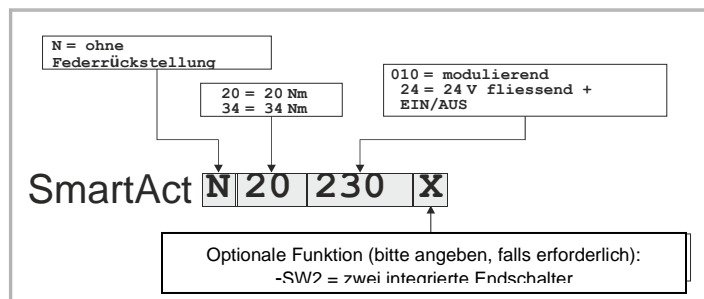 N = ohne
Federrückstellung
20 = 20 Nm
34 = 34 Nm
010 = modulierend
24 = 24 V fliessend +
EIN/AUS
SmartAct N 20 230 X
Optionale Funktion (bitte angeben, falls erforderlich):
-SW2 = zwei integrierte Endschalter